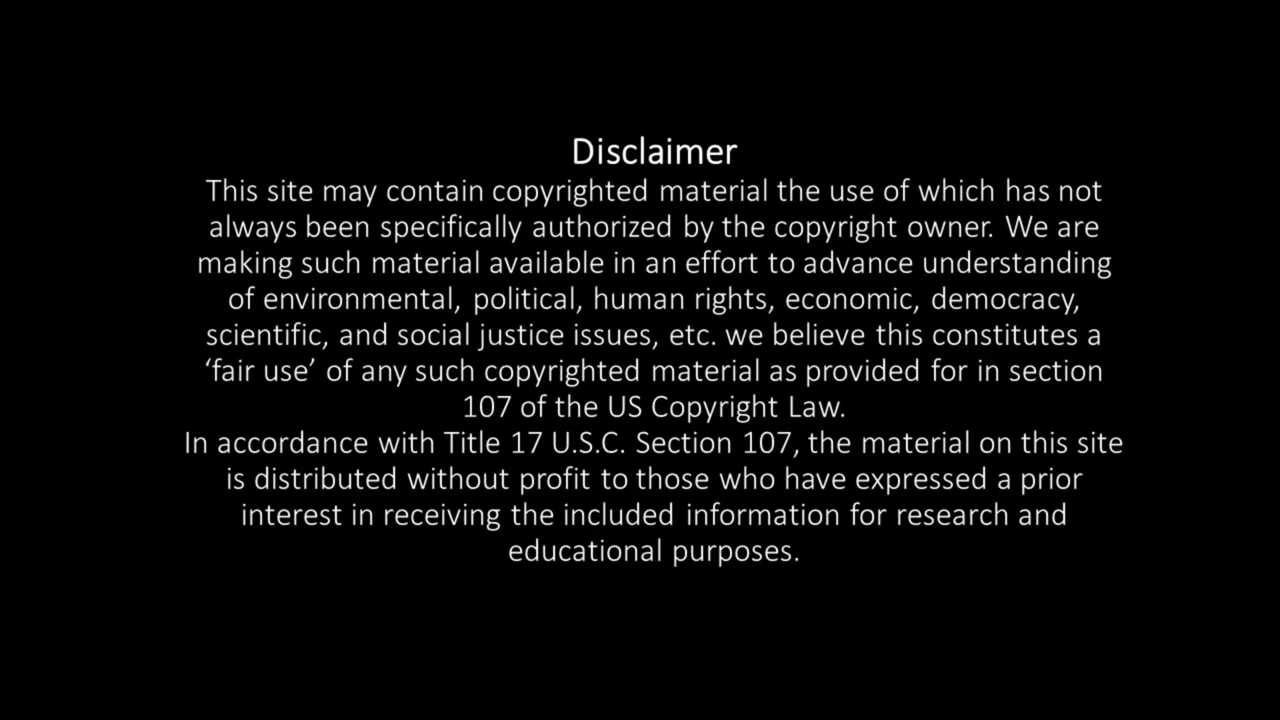 Disclaimer
This site may contain copyrighted material the use of which has not
always been specifically authorized by the copyright owner. We are
making such material available in an effort to advance understanding
of environmental, political, human rights, economic, democracy,
scientific, and social justice issues, etc. we believe this constitutes a
‘fair use’ of any such copyrighted material as provided for in section
107 of the US Copyright Law.
In accordance with Title 17 U.S.C. Section 107, the material on this site
is distributed without profit to those who have expressed a prior
interest in receiving the included information for research and
educational purposes.